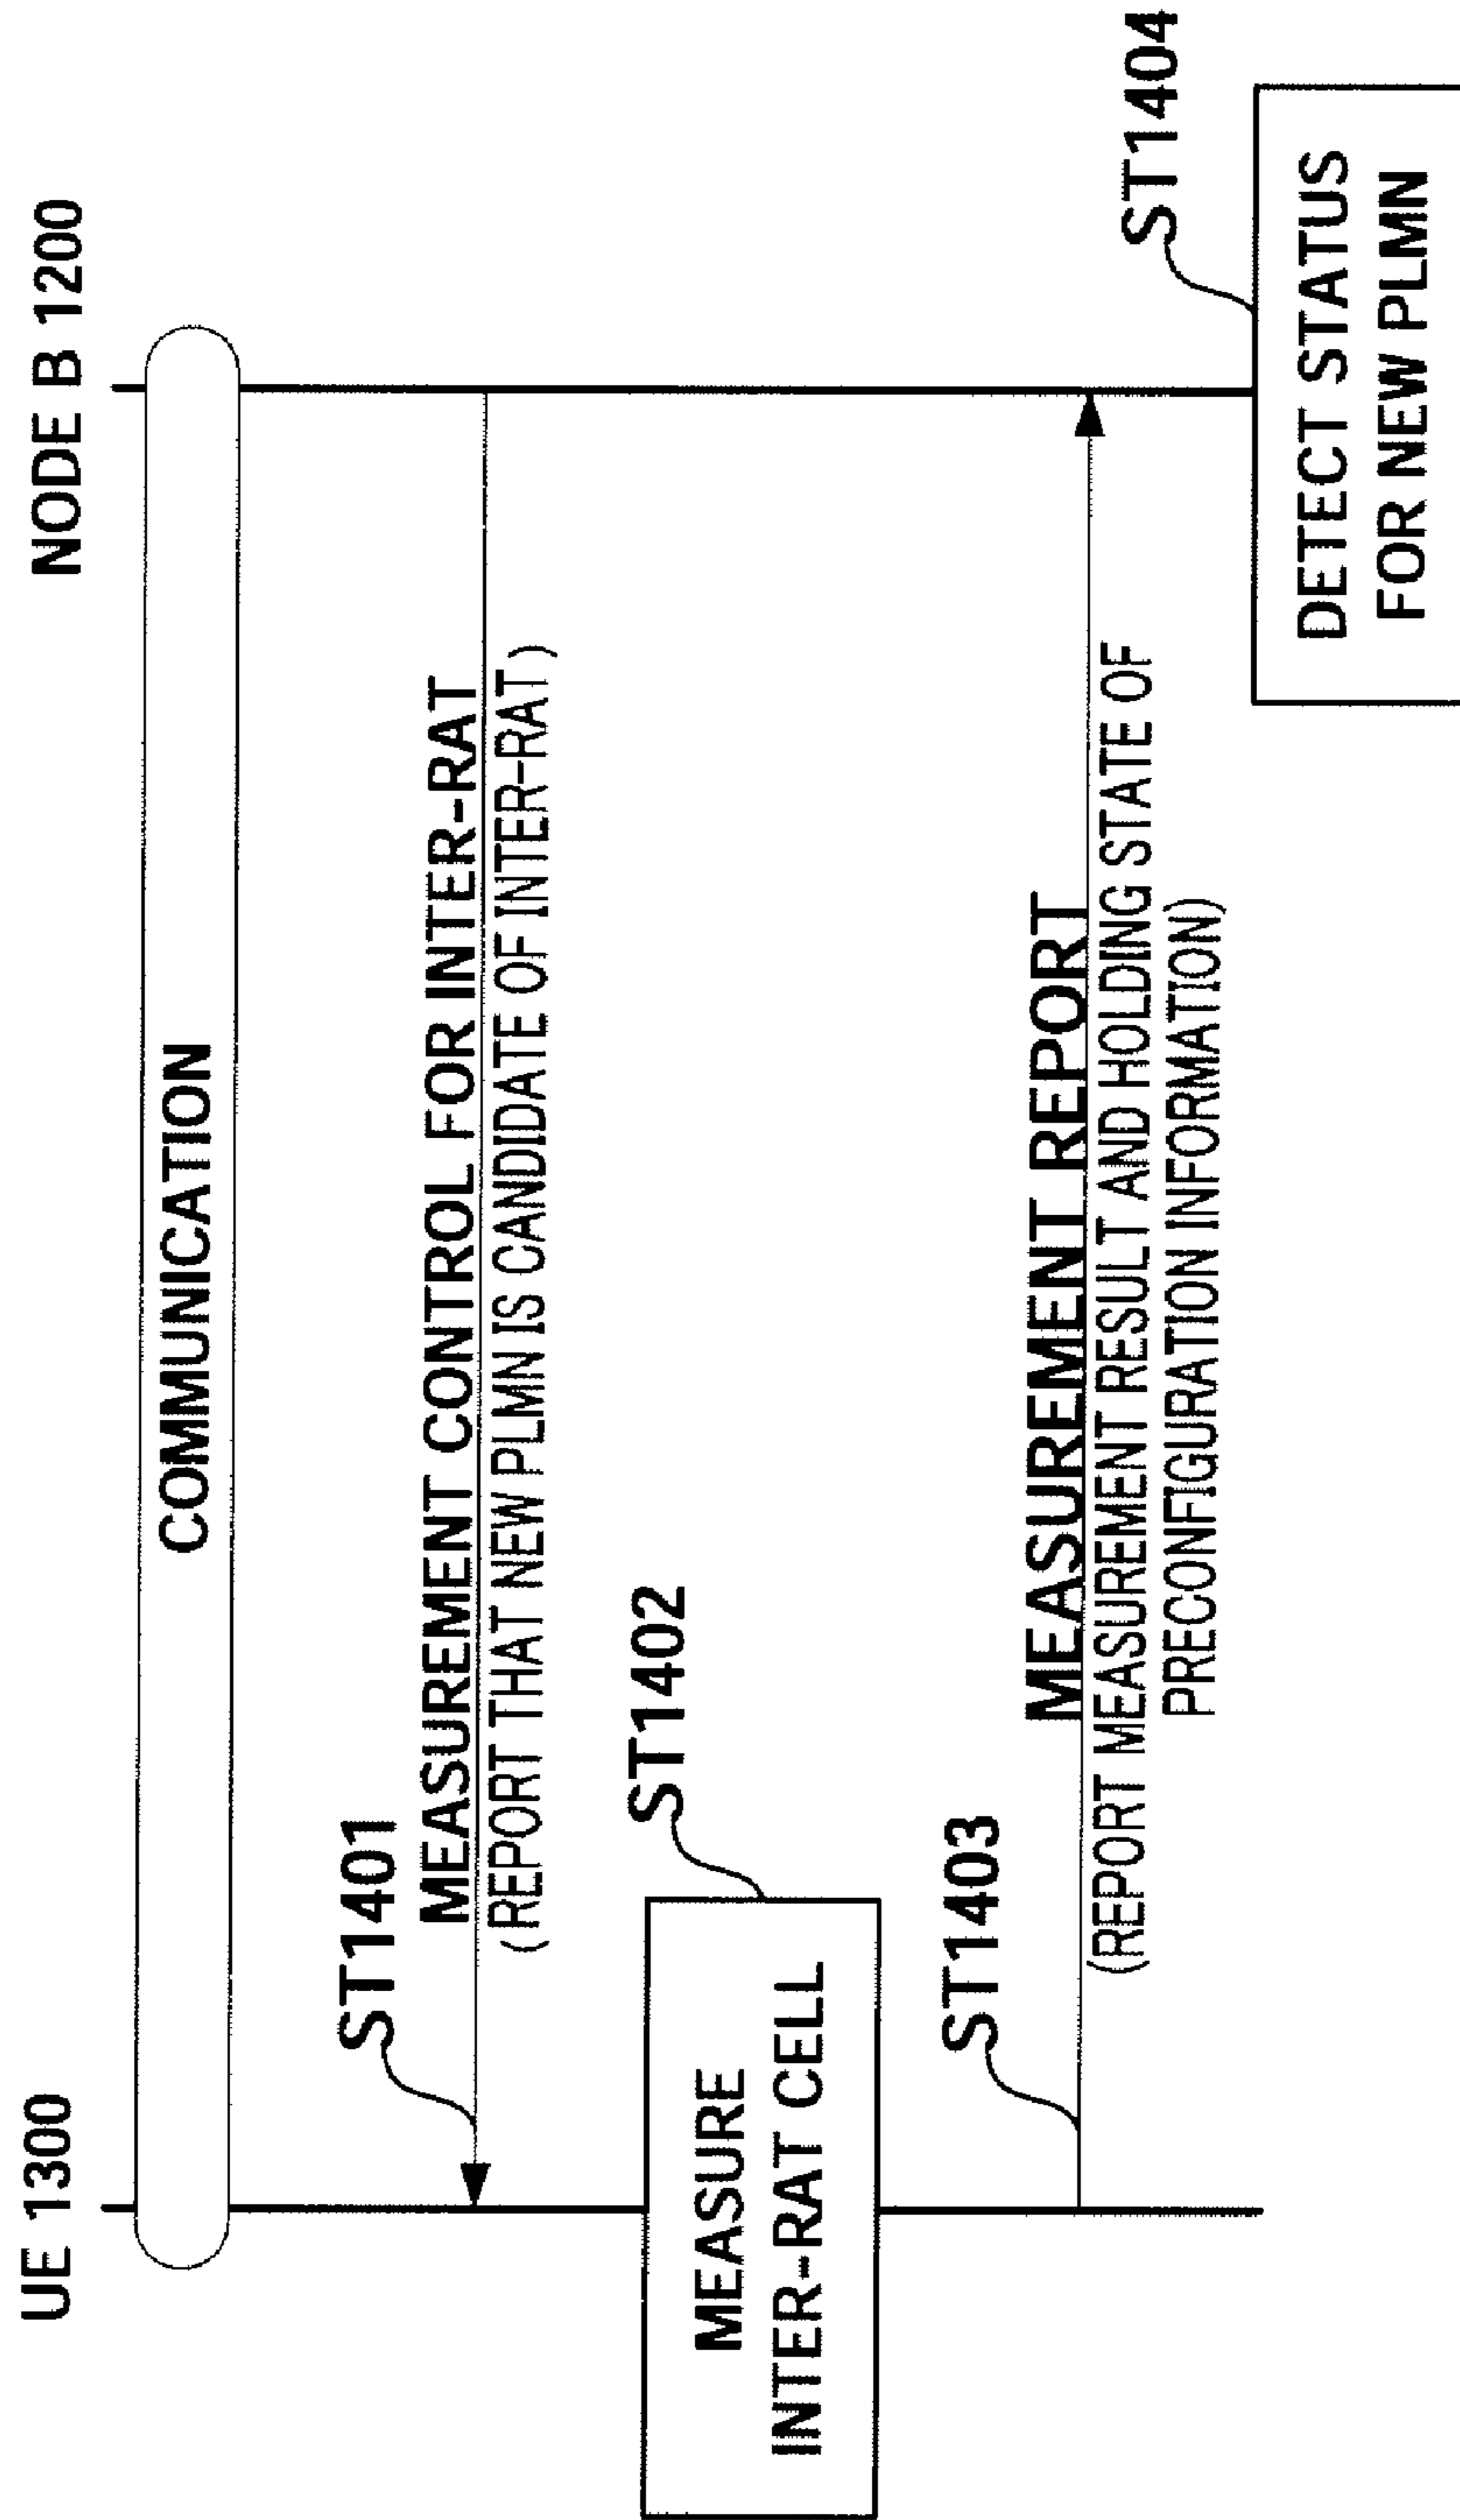 UE 1300
NODE B 1200
COMMUNICATION
ST1401
MEASUREMENT CONTROL FOR INTER-RAT
(REPORT THAT NEW PLMN IS CANDIDATE OF INTER-RAT)
ST1402
MEASURE
INTER-RAT CELL
ST1403
MEASUREMENT REPORT
(REPORT MEASUREMENT RESULT AND HOLDING STATE OF
PRECONFIGURATION INFORMATION)
ST1404
DETECT STATUS
FOR NEW PLMN